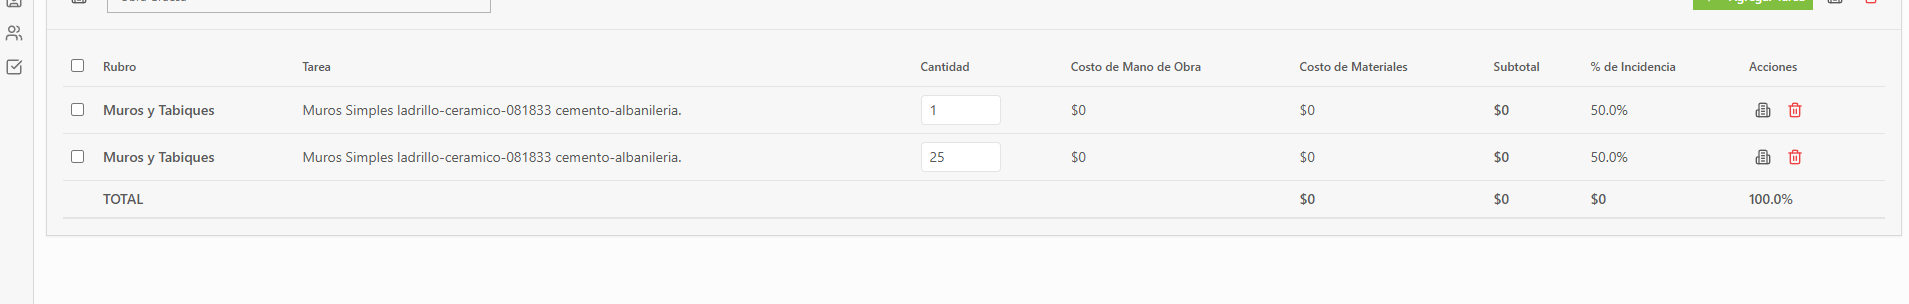 Rubro Tarea Cantidad Costo de Mano de Obra Costo de Materiales Subtotal % de Incidencia Acciones
Muros y Tabiques Muros Simples ladrillo-ceramico-081833 cemento-albanileria. 1 $0 $0 $0 50.0%
Muros y Tabiques Muros Simples ladrillo-ceramico-081833 cemento-albanileria. 25 $0 $0 $0 50.0%
TOTAL $0 $0 $0 100.0%